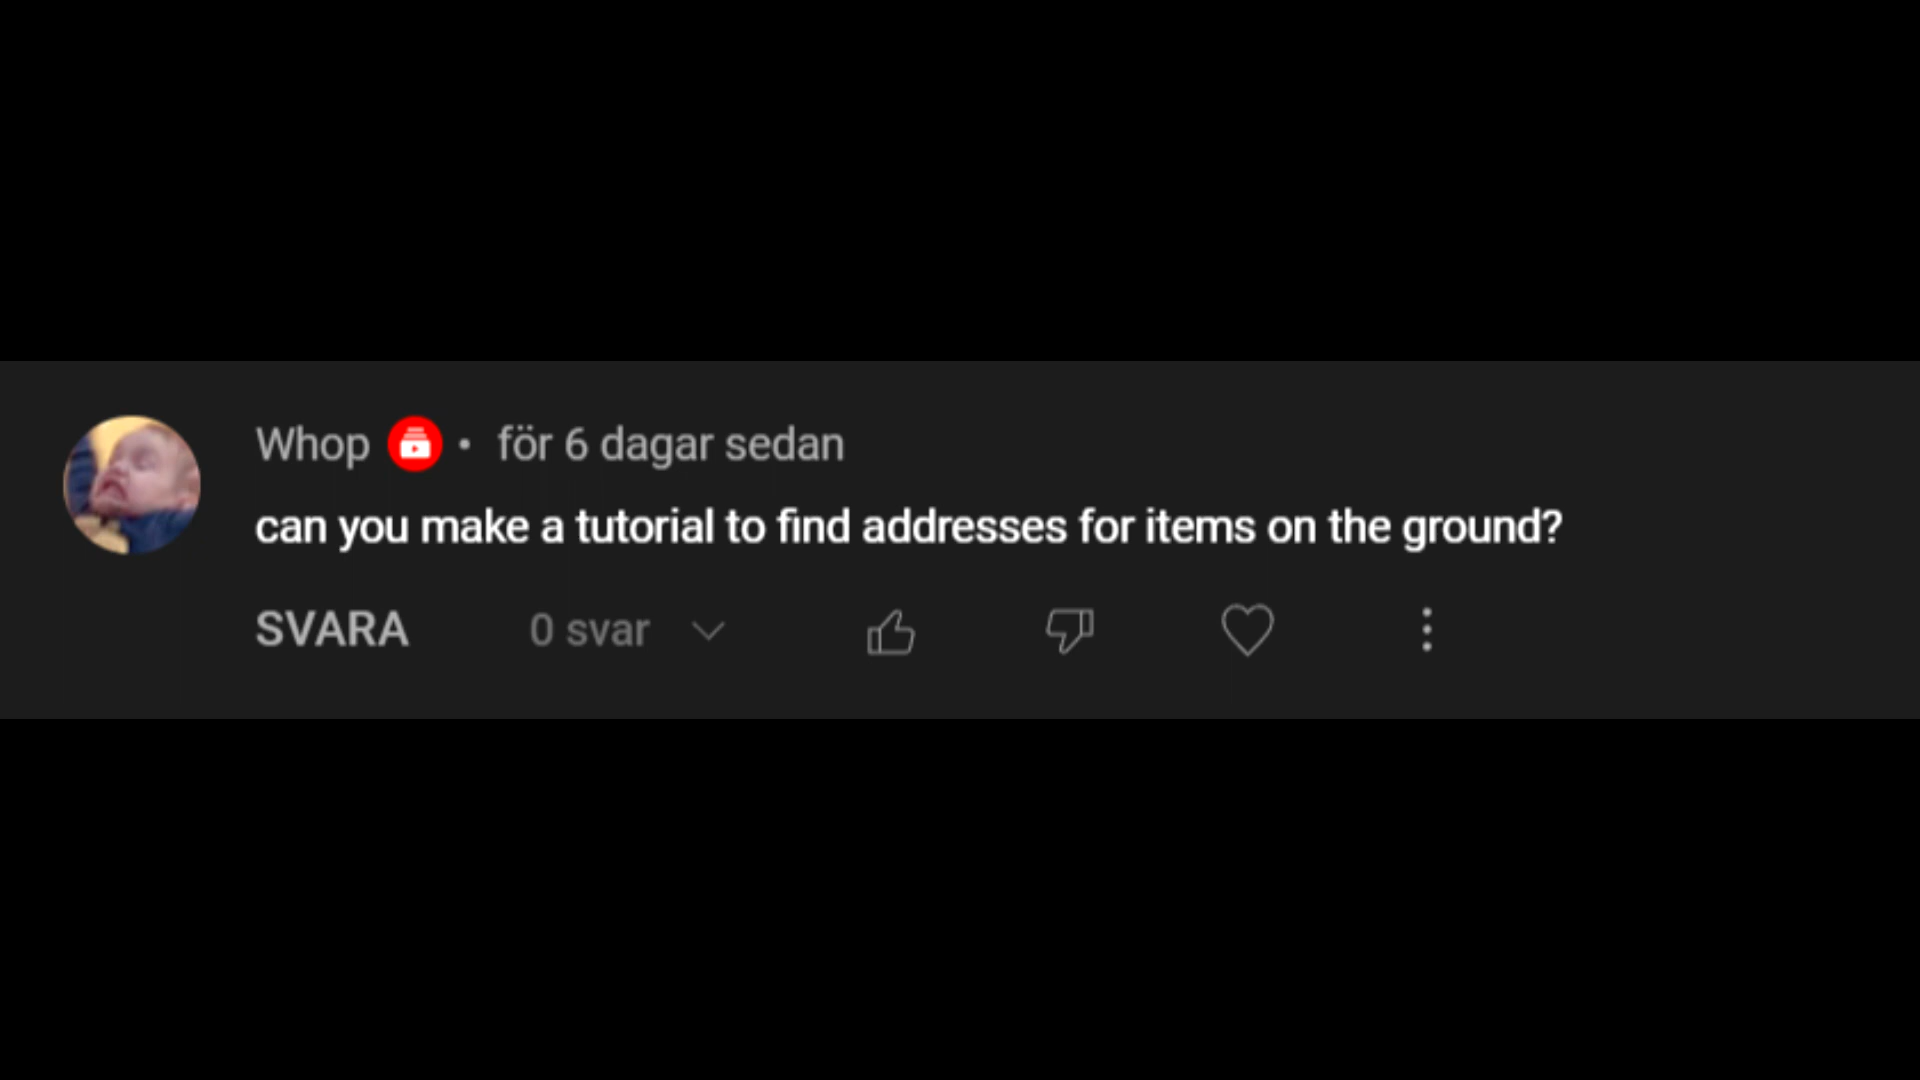 Whop • för 6 dagar sedan
can you make a tutorial to find addresses for items on the ground?
SVARA 0 svar